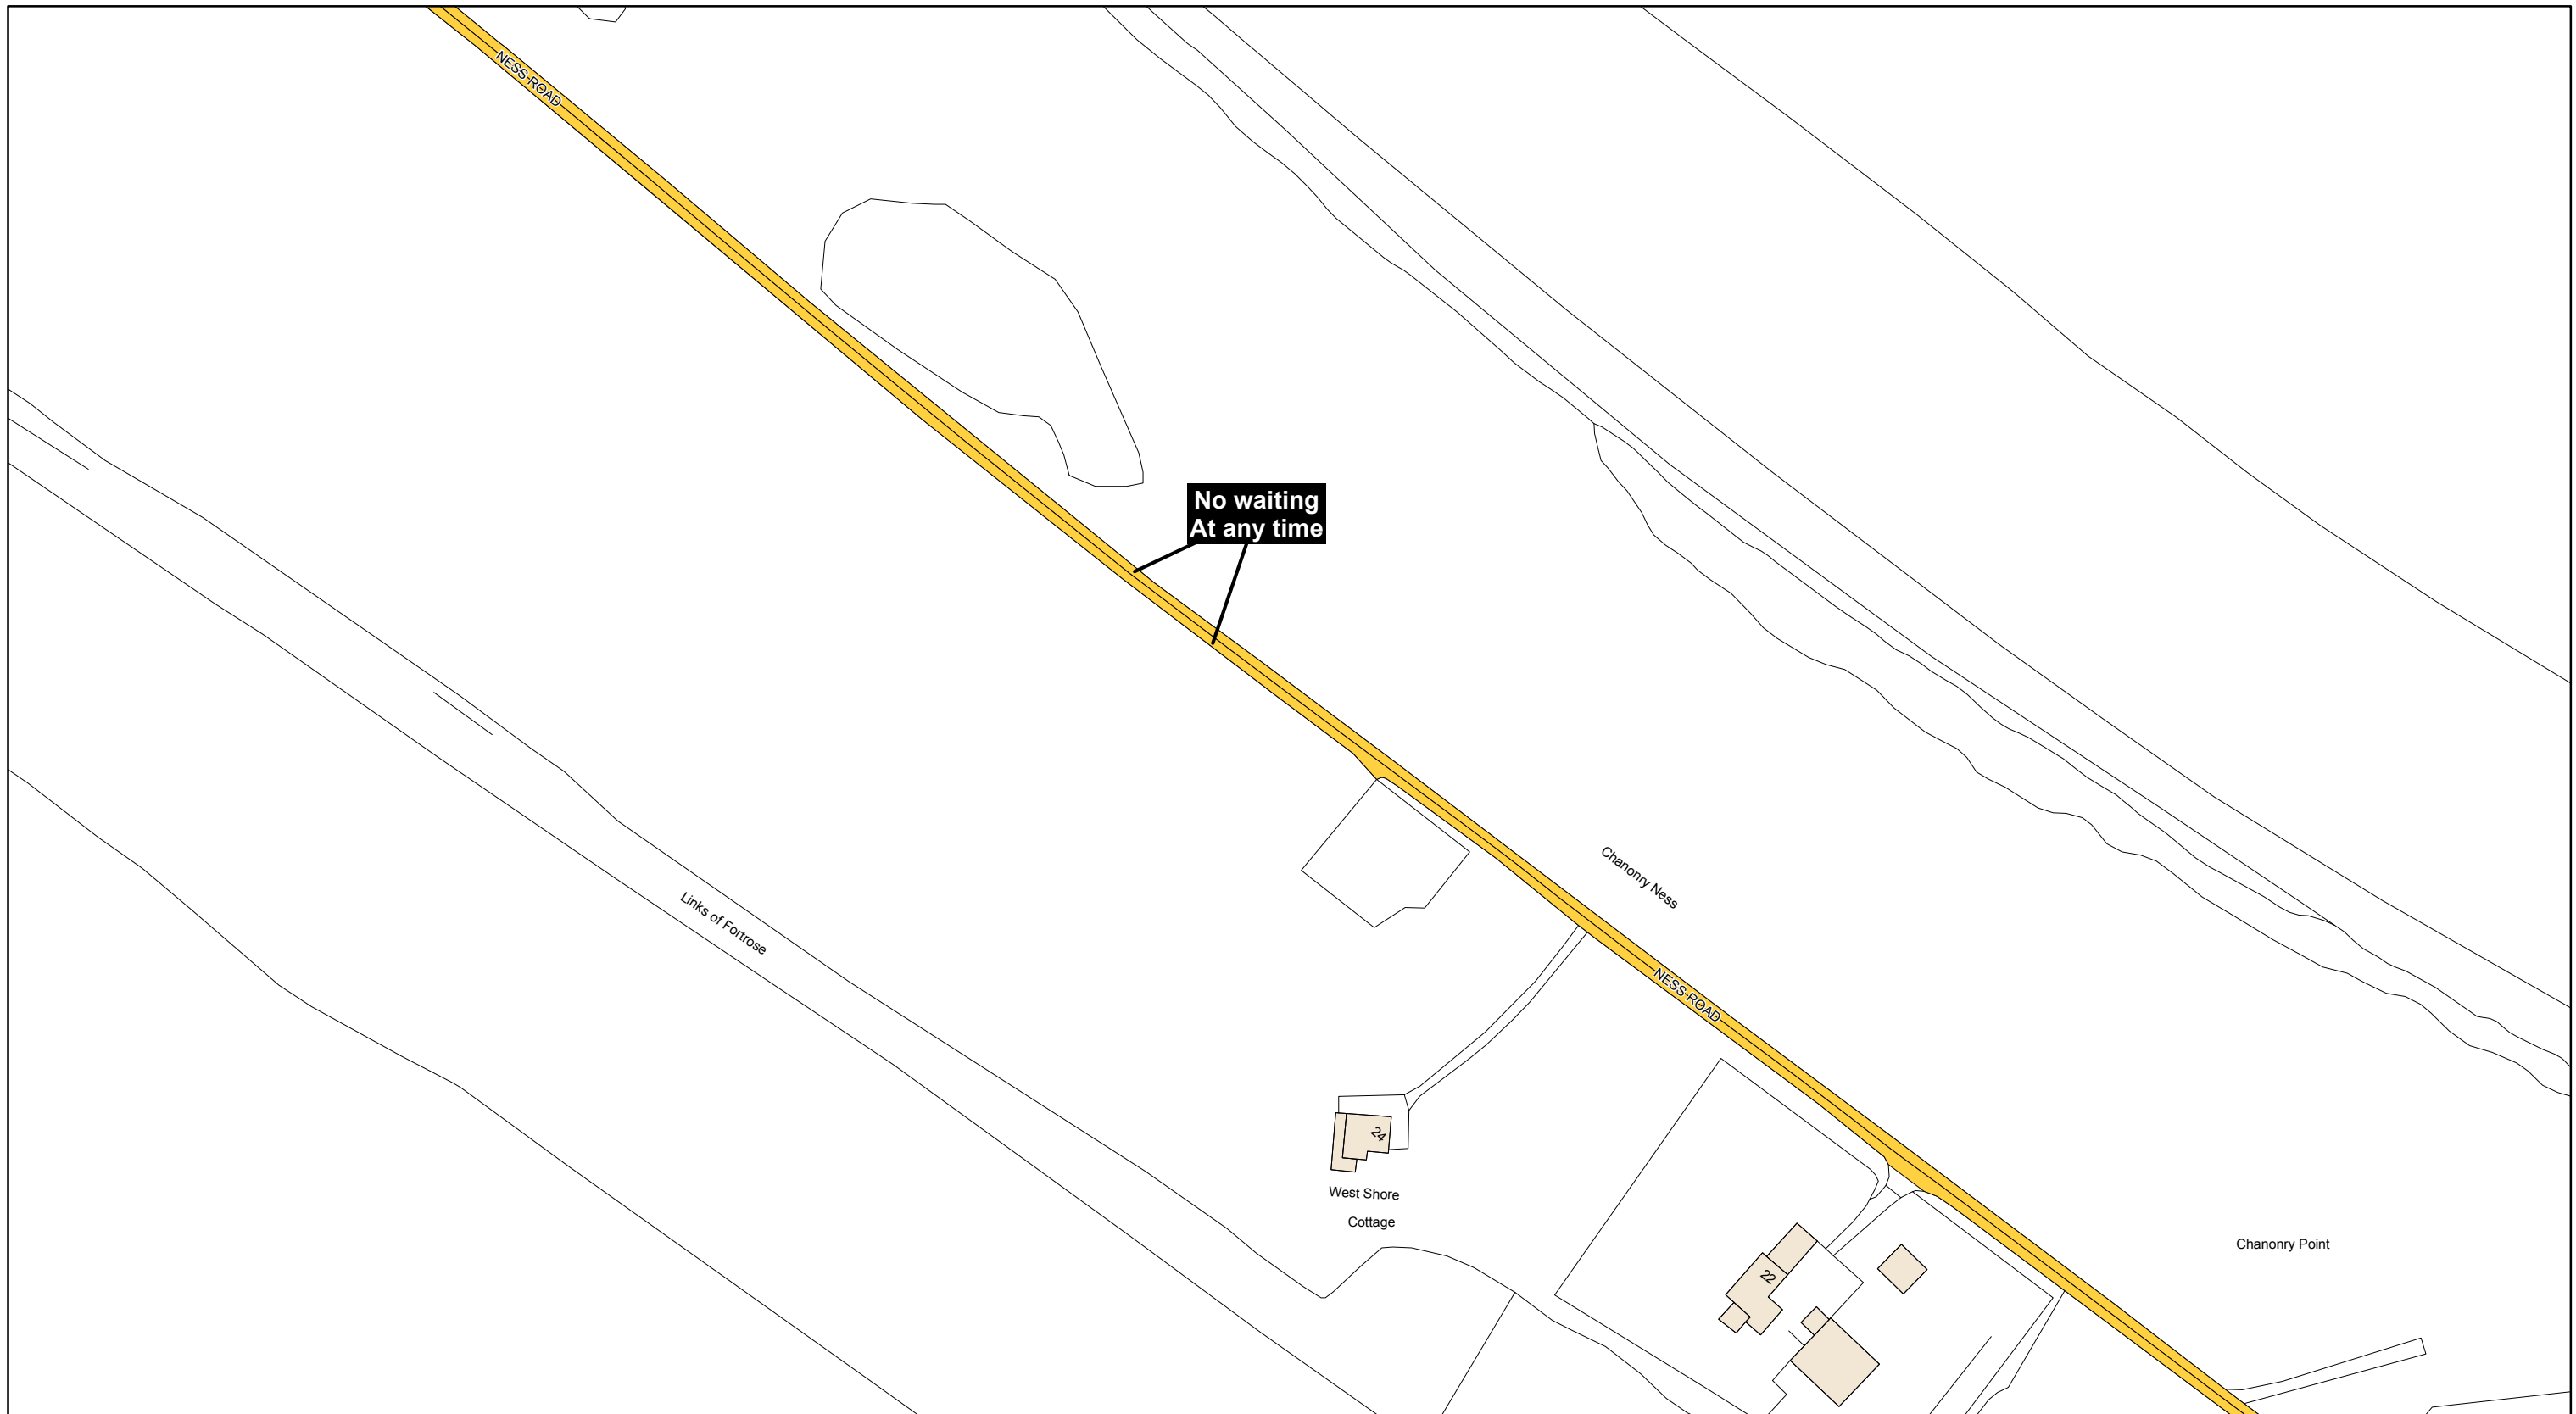 NESS ROAD
No waiting
At any time
Chanonry Ness
Links of Fortrose
NESS ROAD
24
West Shore
Cottage
22
Chanonry Point